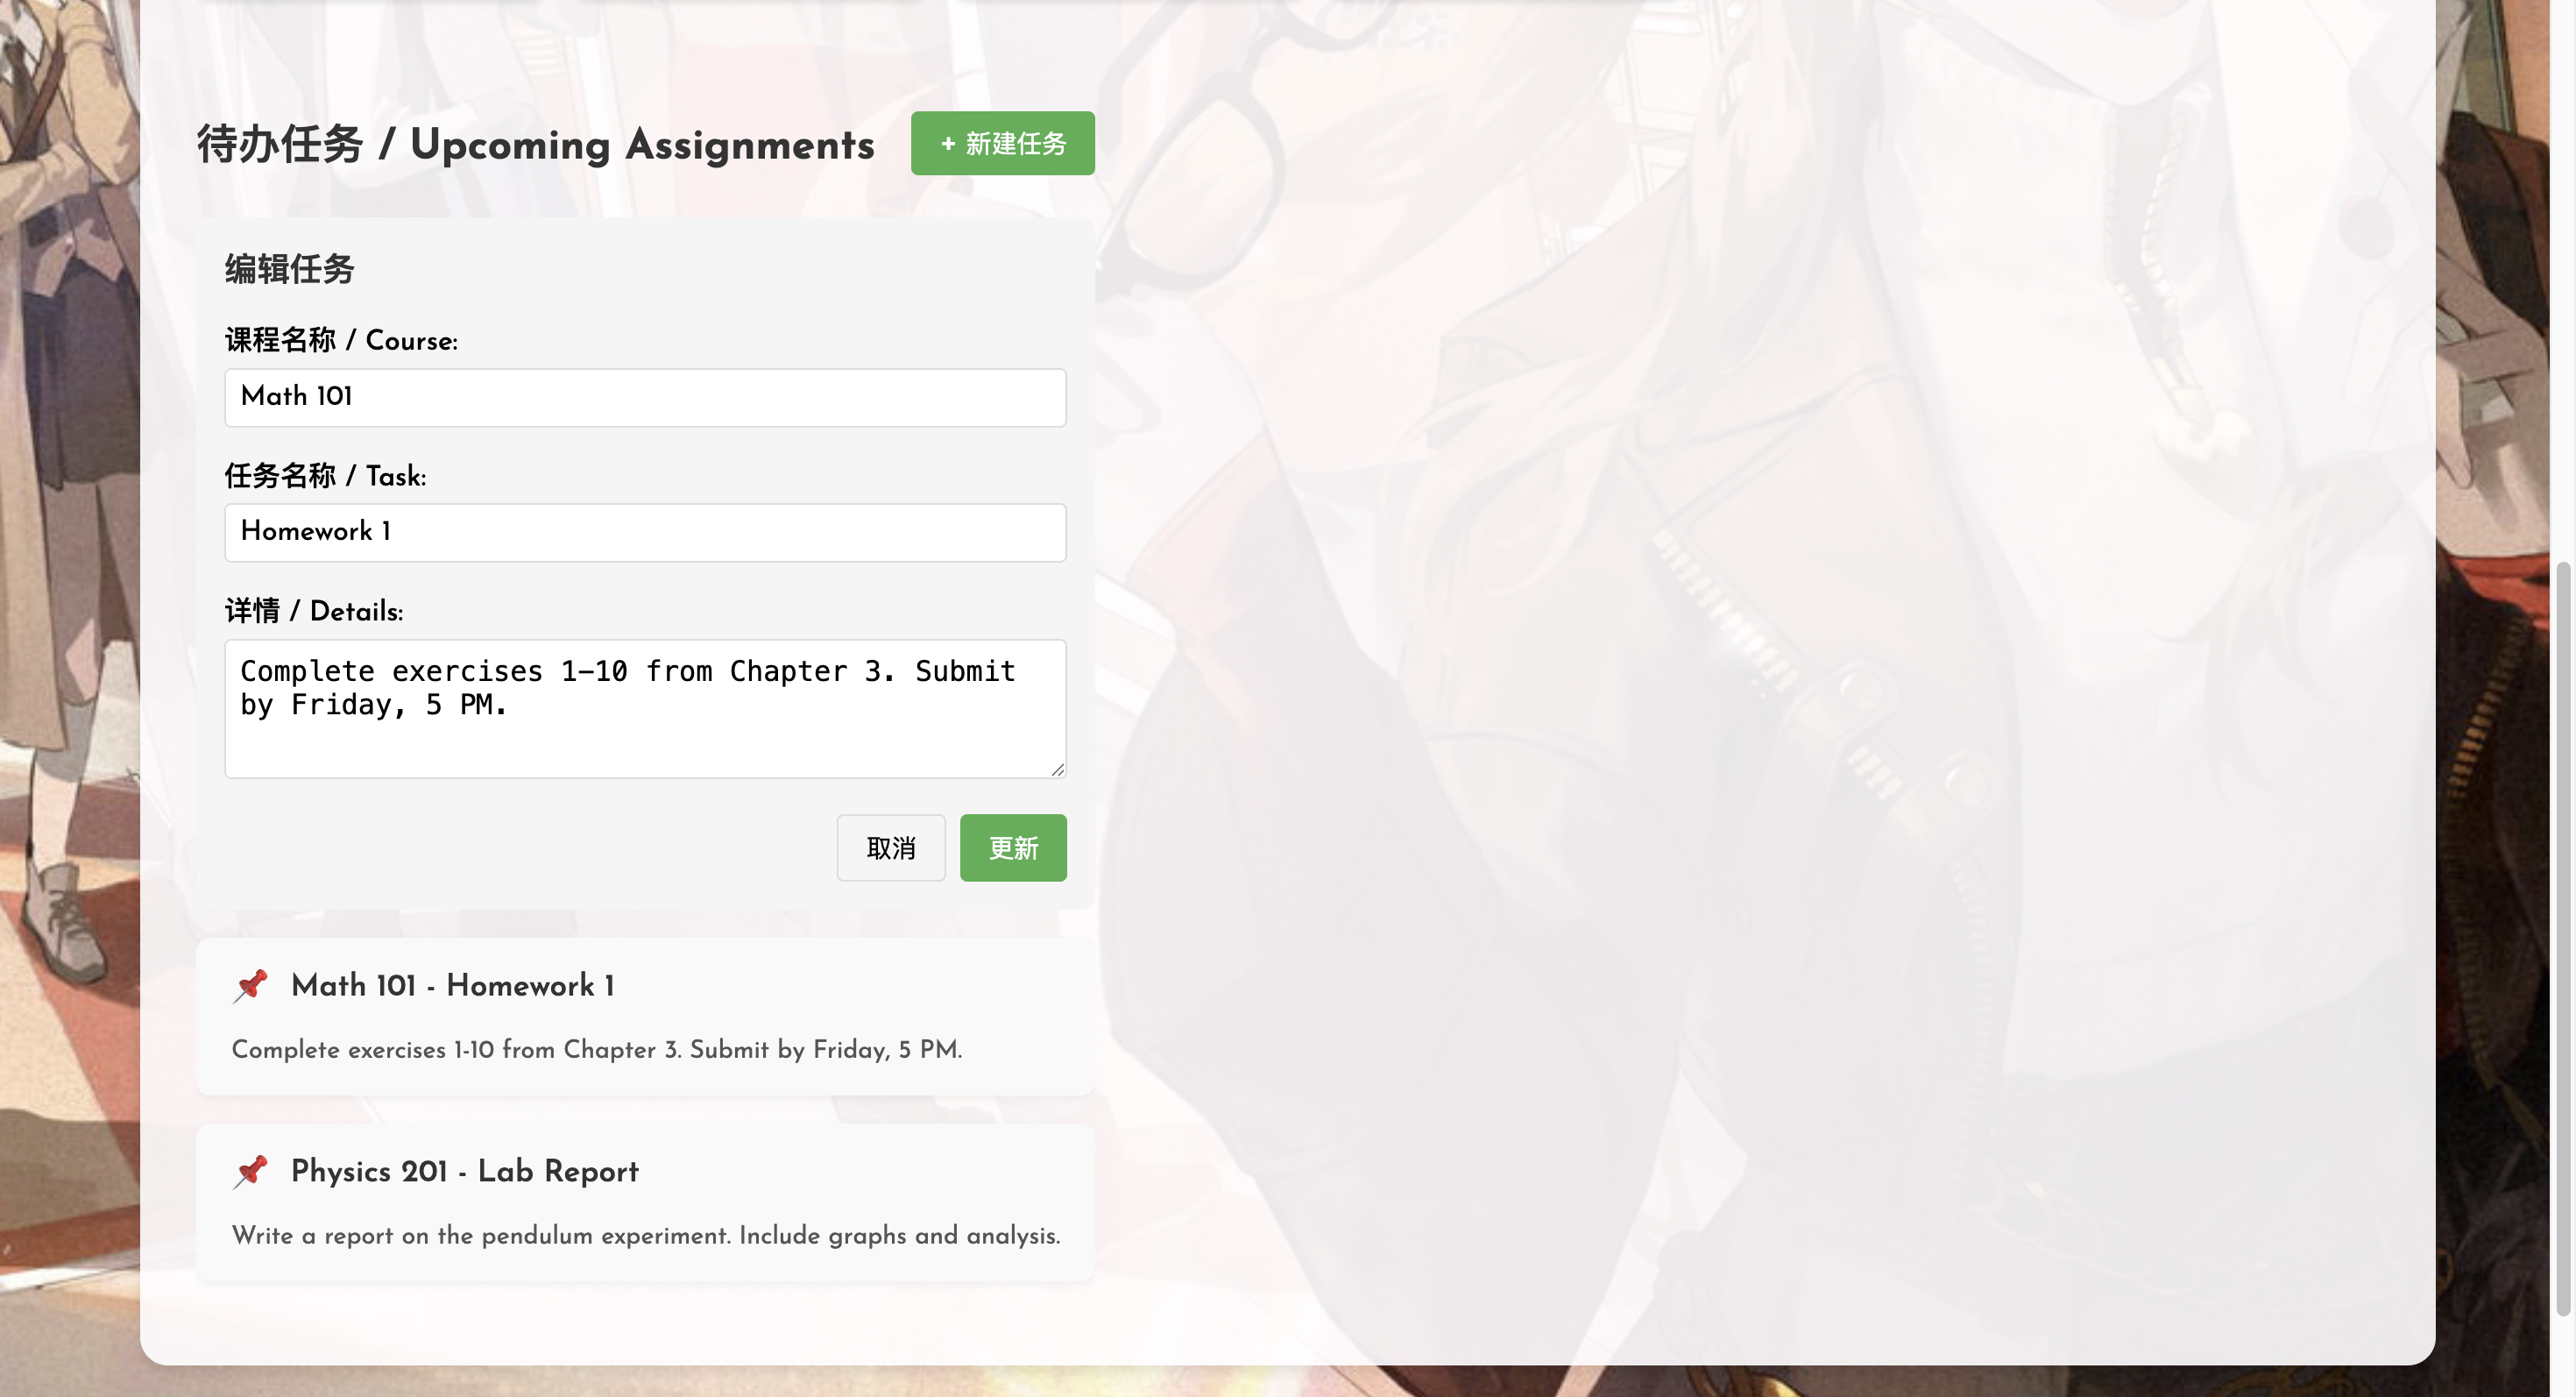 待办任务 / Upcoming Assignments
+ 新建任务
编辑任务
课程名称 / Course:
Math 101
任务名称 / Task:
Homework 1
详情 / Details:
Complete exercises 1-10 from Chapter 3. Submit
by Friday, 5 PM.
取消
更新
📌 Math 101 - Homework 1
Complete exercises 1-10 from Chapter 3. Submit by Friday, 5 PM.
📌 Physics 201 - Lab Report
Write a report on the pendulum experiment. Include graphs and analysis.